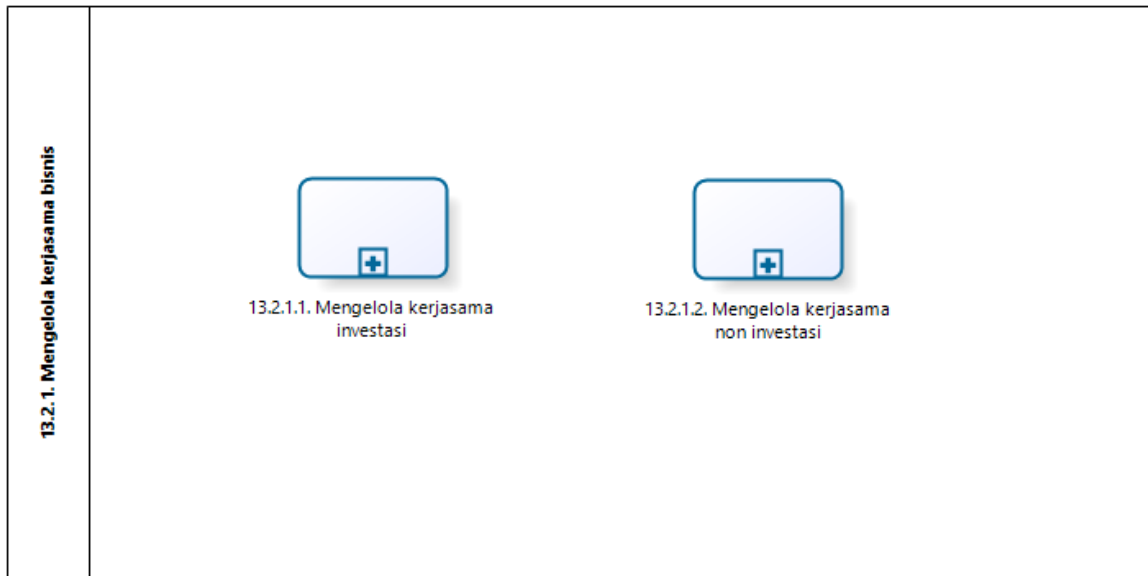 13.2.1. Mengelola kerjasama bisnis
13.2.1.1. Mengelola kerjasama
investasi
13.2.1.2. Mengelola kerjasama
non investasi